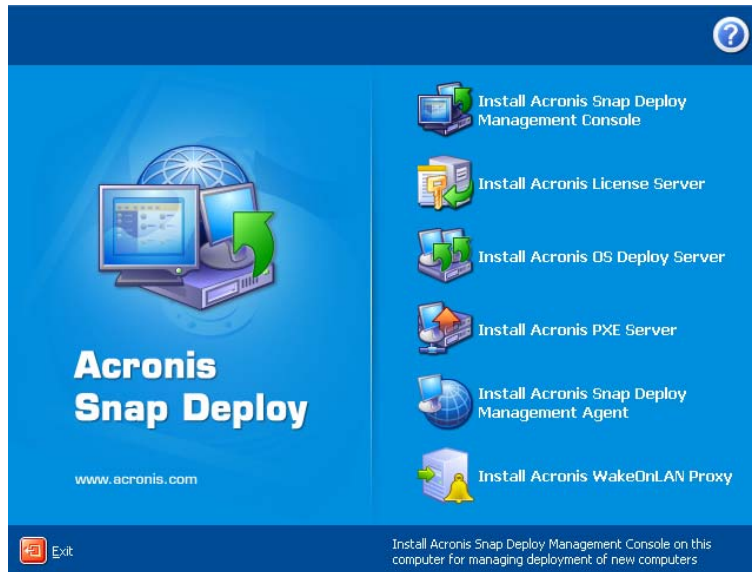 ?
Install Acronis Snap Deploy
Management Console
Install Acronis License Server
Install Acronis OS Deploy Server
Install Acronis PXE Server
Install Acronis Snap Deploy
Management Agent
Install Acronis WakeOnLAN Proxy
Acronis
Snap Deploy
www.acronis.com
Exit
Install Acronis Snap Deploy Management Console on this
computer for managing deployment of new computers